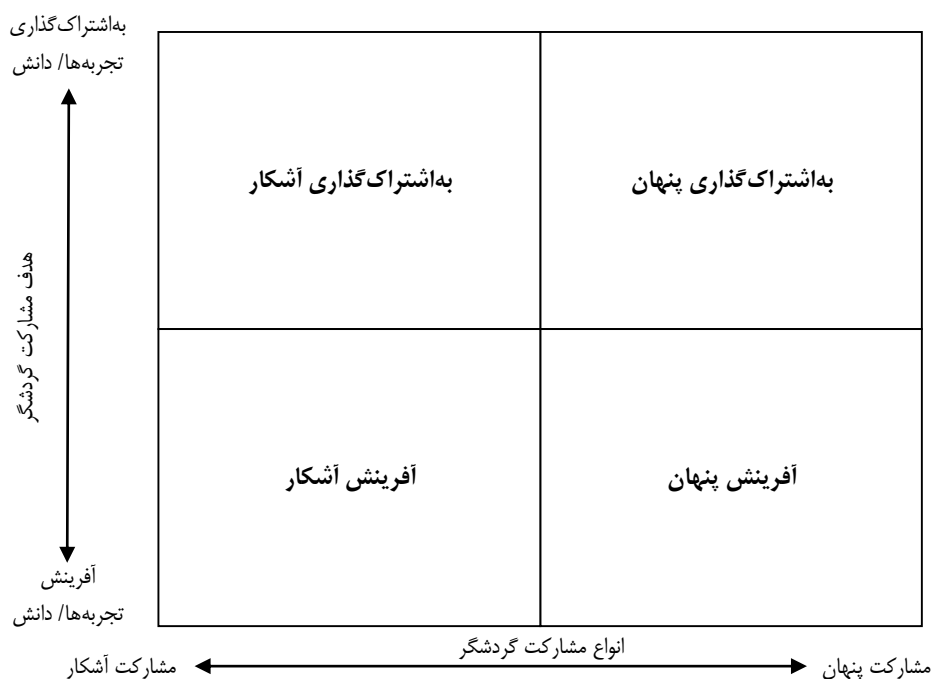 به‌اشتراک‌گذاری
تجربه‌ها/ دانش
به‌اشتراک‌گذاری پنهان
به‌اشتراک‌گذاری آشکار
هدف مشارکت گردشگر
آفرینش پنهان
آفرینش آشکار
آفرینش
تجربه‌ها/ دانش
انواع مشارکت گردشگر
مشارکت پنهان
مشارکت آشکار